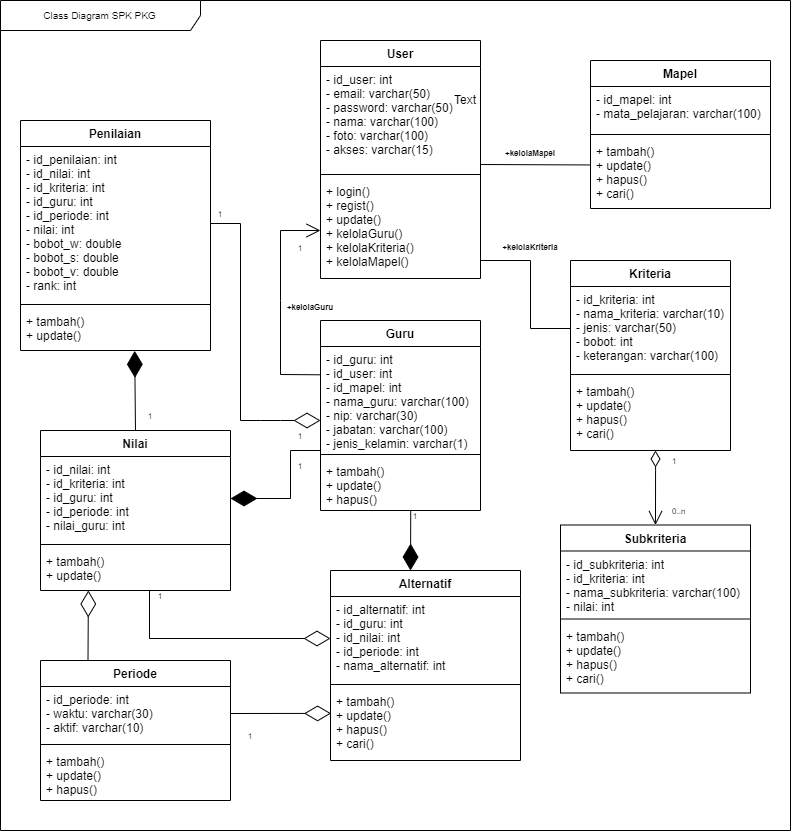 Class Diagram SPK PKG
User
- id_user: int
- email: varchar(50)
- password: varchar(50)
- nama: varchar(100)
- foto: varchar(100)
- akses: varchar(15)
Text
+ login()
+ regist()
+ update()
+ kelolaGuru()
+ kelolaKriteria()
+ kelolaMapel()
+kelolaMapel
Mapel
- id_mapel: int
- mata_pelajaran: varchar(100)
+ tambah()
+ update()
+ hapus()
+ cari()
Penilaian
- id_penilaian: int
- id_nilai: int
- id_kriteria: int
- id_guru: int
- id_periode: int
- nilai: int
- bobot_w: double
- bobot_s: double
- bobot_v: double
- rank: int
+ tambah()
+ update()
1
1
+kelolaKriteria
+kelolaGuru
Kriteria
- id_kriteria: int
- nama_kriteria: varchar(10)
- jenis: varchar(50)
- bobot: int
- keterangan: varchar(100)
+ tambah()
+ update()
+ hapus()
+ cari()
Guru
- id_guru: int
- id_user: int
- id_mapel: int
- nama_guru: varchar(100)
- nip: varchar(30)
- jabatan: varchar(100)
- jenis_kelamin: varchar(1)
+ tambah()
+ update()
+ hapus()
1
1
1
1
1
0..n
Nilai
- id_nilai: int
- id_kriteria: int
- id_guru: int
- id_periode: int
- nilai_guru: int
+ tambah()
+ update()
1
Subkriteria
- id_subkriteria: int
- id_kriteria: int
- nama_subkriteria: varchar(100)
- nilai: int
+ tambah()
+ update()
+ hapus()
+ cari()
Alternatif
- id_alternatif: int
- id_guru: int
- id_nilai: int
- id_periode: int
- nama_alternatif: int
+ tambah()
+ update()
+ hapus()
+ cari()
Periode
- id_periode: int
- waktu: varchar(30)
- aktif: varchar(10)
+ tambah()
+ update()
+ hapus()
1